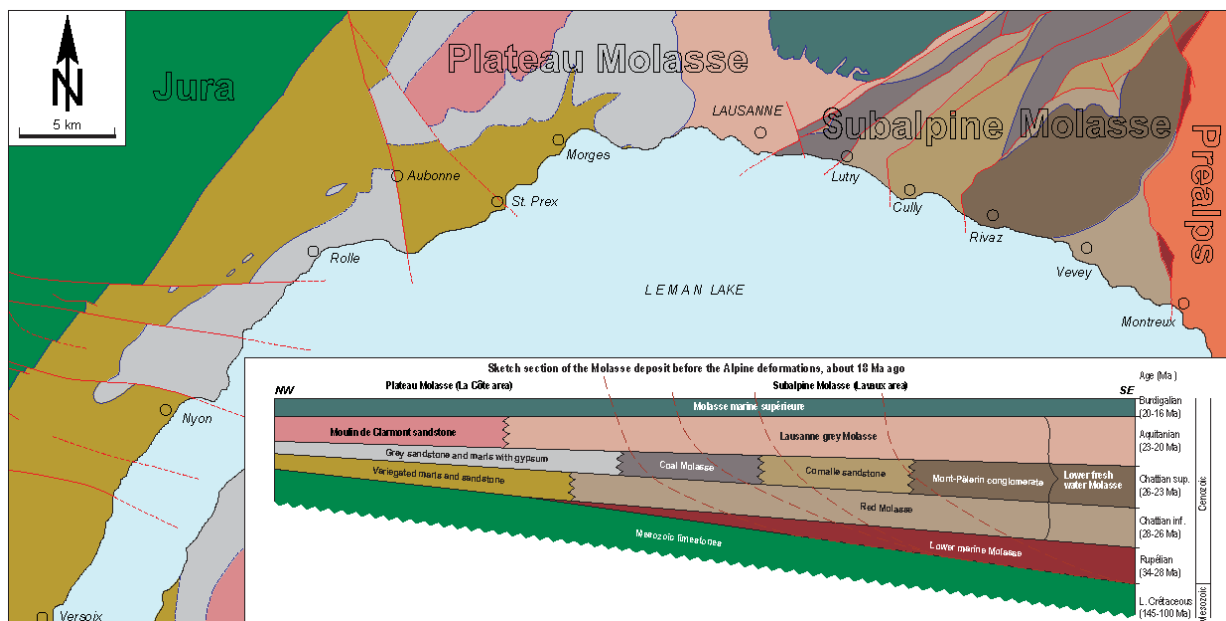 N
5 km
Jura
Plateau Molasse
Subalpine Molasse
Prealps
LAUSANNE
Morges
Lutry
Aubonne
St. Prex
Cully
Rivaz
Rolle
Vevey
LEMAN LAKE
Montreux
Nyon
Versoix
Sketch section of the Molasse deposit before the Alpine deformations, about 18 Ma ago
NW
Plateau Molasse (La Côte area)
Subalpine Molasse (Lavaux area)
SE
Age (Ma)
Molasse marine supérieure
Burdigalian
(20-16 Ma)
Moulin de Clarmont sandstone
Lausanne grey Molasse
Aquitanian
(23-20 Ma)
Grey sandstone and marls with gypsum
Coal Molasse
Cornalle sandstone
Mont-Pèlerin conglomerate
Lower fresh
water Molasse
Chattian sup.
(26-23 Ma)
Variegated marls and sandstone
Red Molasse
Chattian inf.
(28-26 Ma)
Mesozoic limestones
Lower marine Molasse
Rupélian
(34-28 Ma)
L. Crétaceous
(145-100 Ma)
Cenozoic
Mesozoic